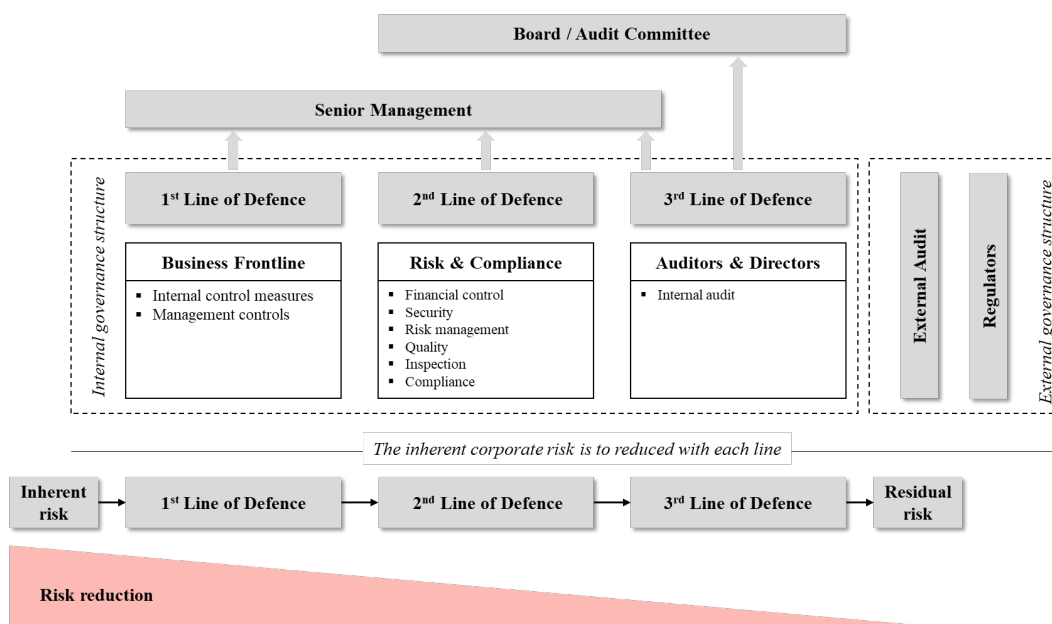 Board / Audit Committee
Senior Management
Internal governance structure
1st Line of Defence
2nd Line of Defence
3rd Line of Defence
Business Frontline
▪ Internal control measures
▪ Management controls
Risk & Compliance
▪ Financial control
▪ Security
▪ Risk management
▪ Quality
▪ Inspection
▪ Compliance
Auditors & Directors
▪ Internal audit
External Audit
Regulators
External governance structure
The inherent corporate risk is to reduced with each line
Inherent
risk
1st Line of Defence
2nd Line of Defence
3rd Line of Defence
Residual
risk
Risk reduction